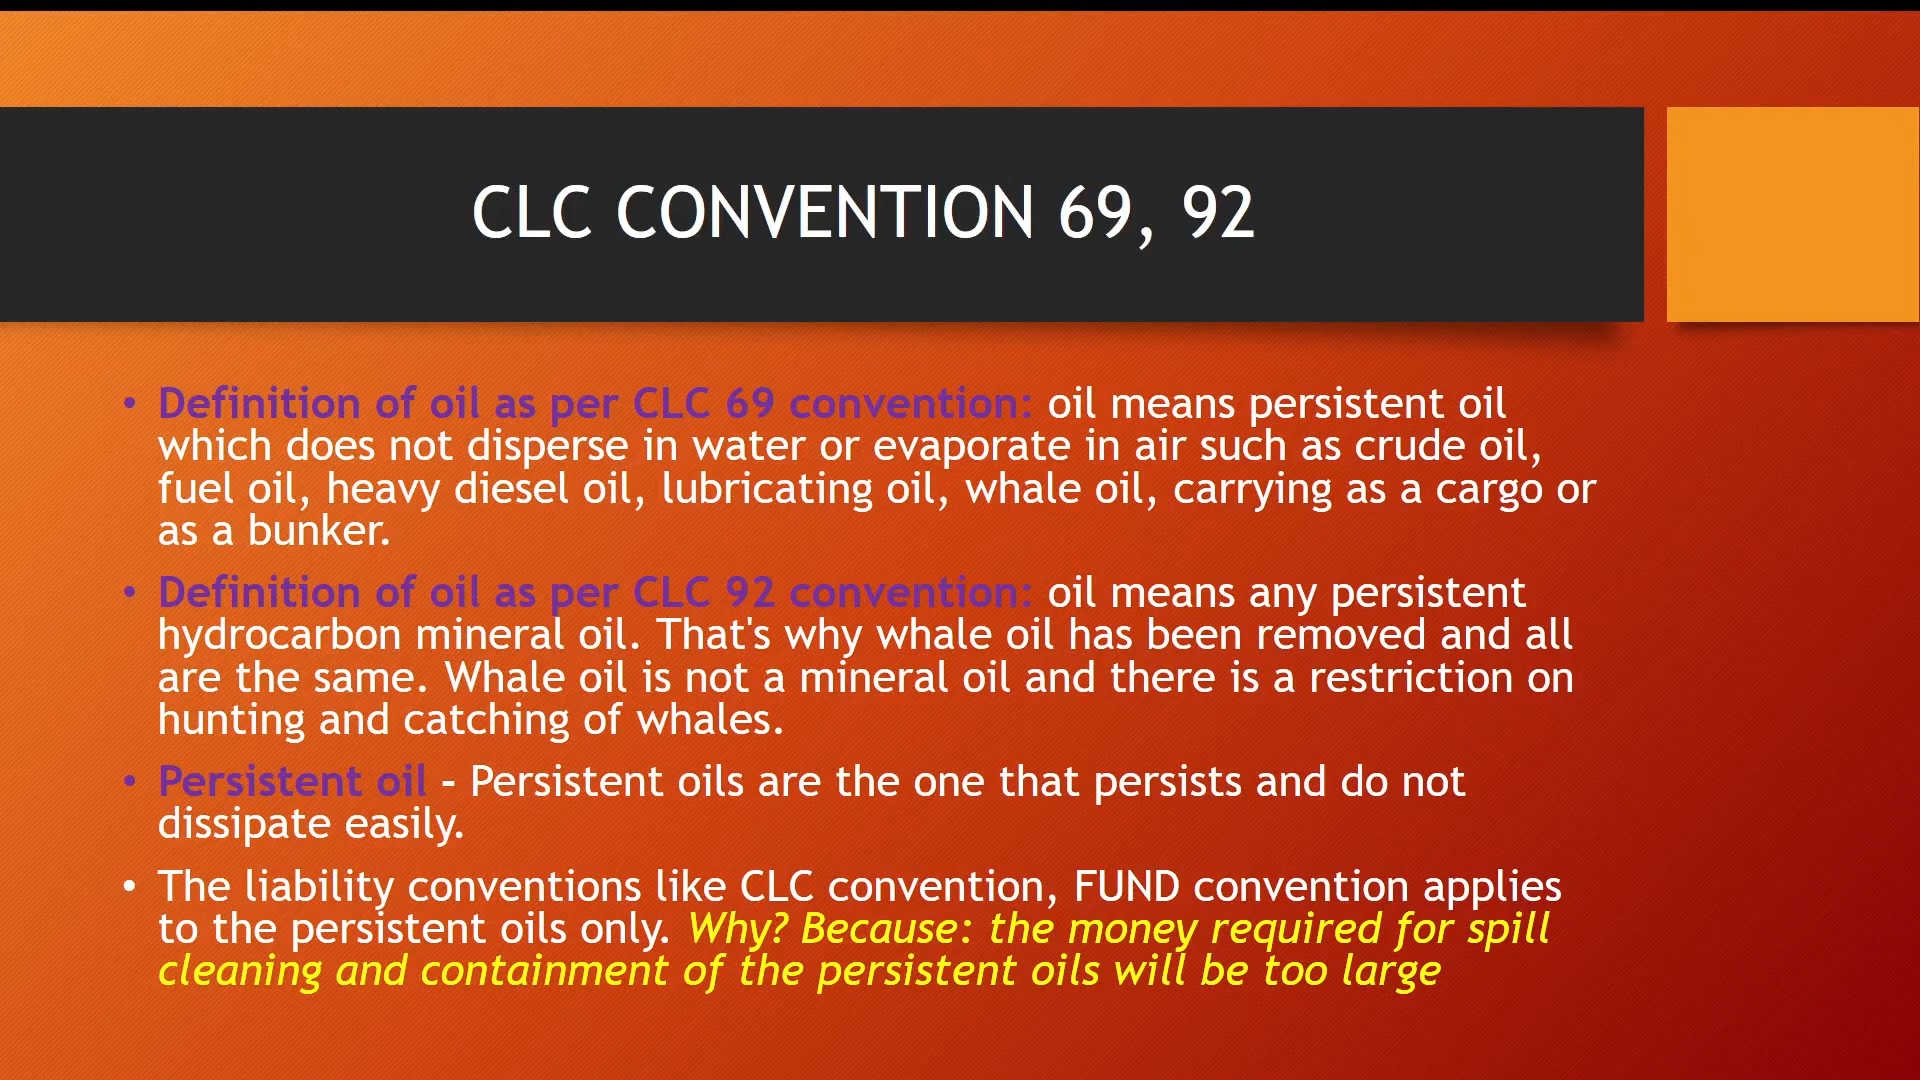 CLC CONVENTION 69, 92
• Definition of oil as per CLC 69 convention: oil means persistent oil
which does not disperse in water or evaporate in air such as crude oil,
fuel oil, heavy diesel oil, lubricating oil, whale oil, carrying as a cargo or
as a bunker.
• Definition of oil as per CLC 92 convention: oil means any persistent
hydrocarbon mineral oil. That's why whale oil has been removed and all
are the same. Whale oil is not a mineral oil and there is a restriction on
hunting and catching of whales.
• Persistent oil - Persistent oils are the one that persists and do not
dissipate easily.
• The liability conventions like CLC convention, FUND convention applies
to the persistent oils only. Why? Because: the money required for spill
cleaning and containment of the persistent oils will be too large